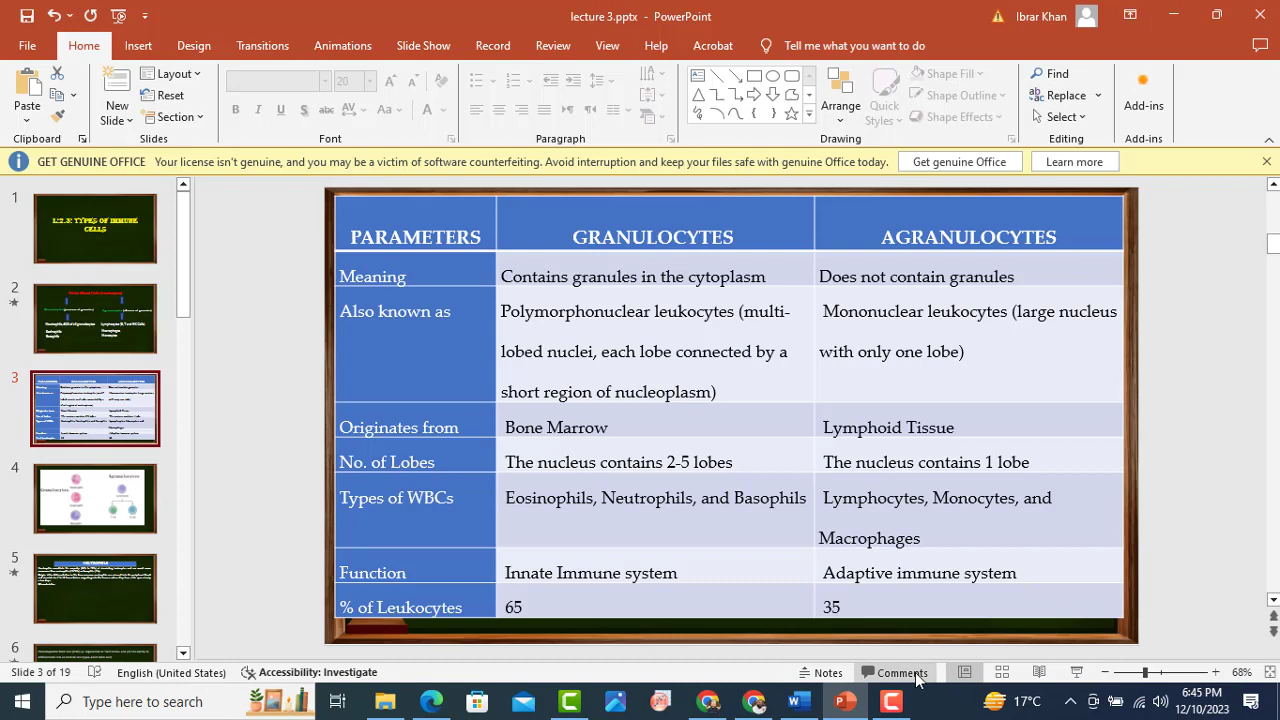 lecture 3.pptx - PowerPoint
Ibrar Khan
File Home Insert Design Transitions Animations Slide Show Record Review View Help Acrobat Tell me what you want to do
Paste
New Slide
Layout
Reset
Section
20
Arrange
Quick Styles
Shape Fill
Shape Outline
Shape Effects
Find
Replace
Select
Add-ins
Clipboard Slides Font Paragraph Drawing Editing Add-ins
GET GENUINE OFFICE Your license isn't genuine, and you may be a victim of software counterfeiting. Avoid interruption and keep your files safe with genuine Office today. Get genuine Office Learn more
1
2
3
4
5
6
PARAMETERS GRANULOCYTES AGRANULOCYTES
Meaning Contains granules in the cytoplasm Does not contain granules
Also known as Polymorphonuclear leukocytes (multi- Mononuclear leukocytes (large nucleus
lobed nuclei, each lobe connected by a with only one lobe)
short region of nucleoplasm)
Originates from Bone Marrow Lymphoid Tissue
No. of Lobes The nucleus contains 2-5 lobes The nucleus contains 1 lobe
Types of WBCs Eosinophils, Neutrophils, and Basophils Lymphocytes, Monocytes, and
Macrophages
Function Innate Immune system Adaptive immune system
% of Leukocytes 65 35
Slide 3 of 19 English (United States) Accessibility: Investigate Notes Comments 68%
Type here to search
17°C
6:45 PM
12/10/2023